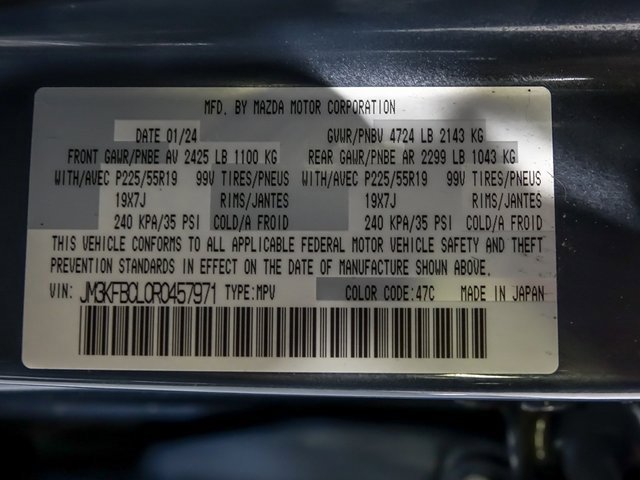 MFD. BY MAZDA MOTOR CORPORATION
DATE 01/24 GVWR/PNBV 4724 LB 2143 KG
FRONT GAWR/PNBE AV 2425 LB 1100 KG REAR GAWR/PNBE AR 2299 LB 1043 KG
WITH/AVEC P225/55R19 99V TIRES/PNEUS WITH/AVEC P225/55R19 99V TIRES/PNEUS
19X7J RIMS/JANTES 19X7J RIMS/JANTES
240 KPA/35 PSI COLD/A FROID 240 KPA/35 PSI COLD/A FROID
THIS VEHICLE CONFORMS TO ALL APPLICABLE FEDERAL MOTOR VEHICLE SAFETY AND THEFT
PREVENTION STANDARDS IN EFFECT ON THE DATE OF MANUFACTURE SHOWN ABOVE.
VIN: JM3KFBCL0R0457971 TYPE:MPV COLOR CODE:47C MADE IN JAPAN